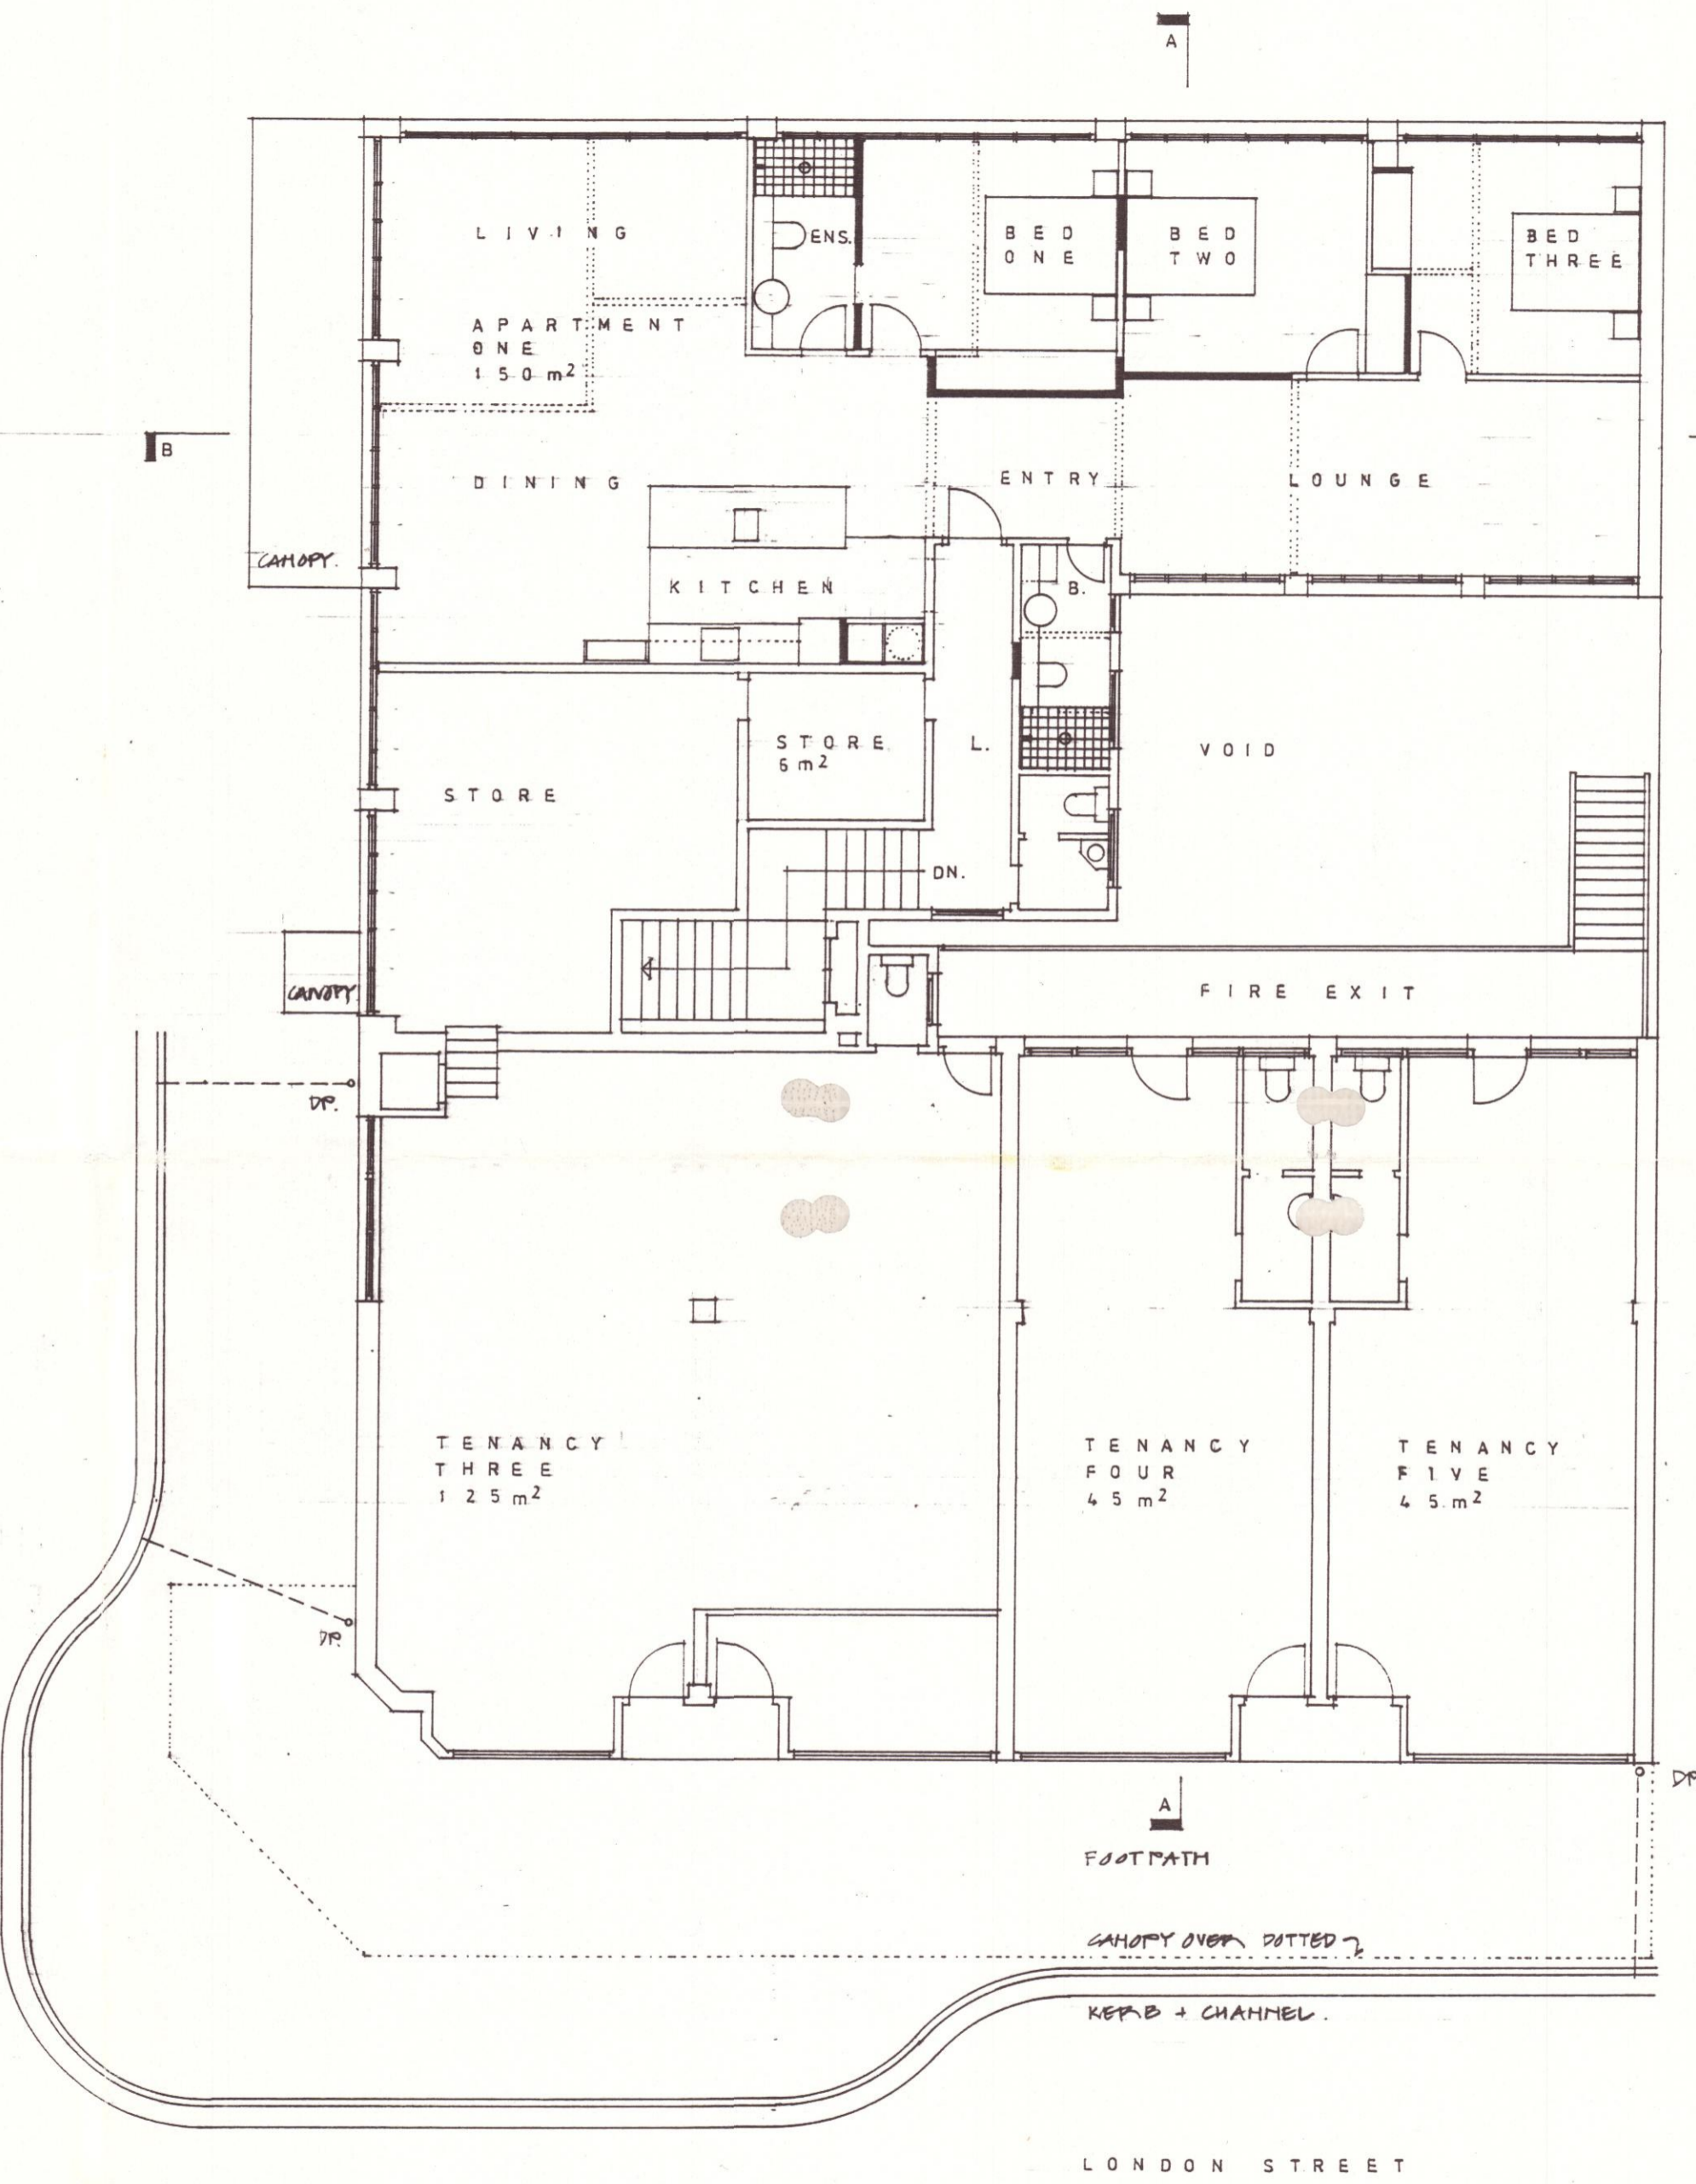 A
LIVING
ENS.
BED
ONE
BED
TWO
BED
THREE
APARTMENT
ONE
150 m²
B
DINING
ENTRY
LOUNGE
CANOPY.
KITCHEN
B.
STORE
6 m²
L.
VOID
STORE
DN.
CANOPY
FIRE EXIT
DP.
TENANCY
THREE
125 m²
TENANCY
FOUR
45 m²
TENANCY
FIVE
45 m²
DP.
DP
A
FOOTPATH
CANOPY OVER DOTTED
KERB + CHANNEL.
LONDON STREET